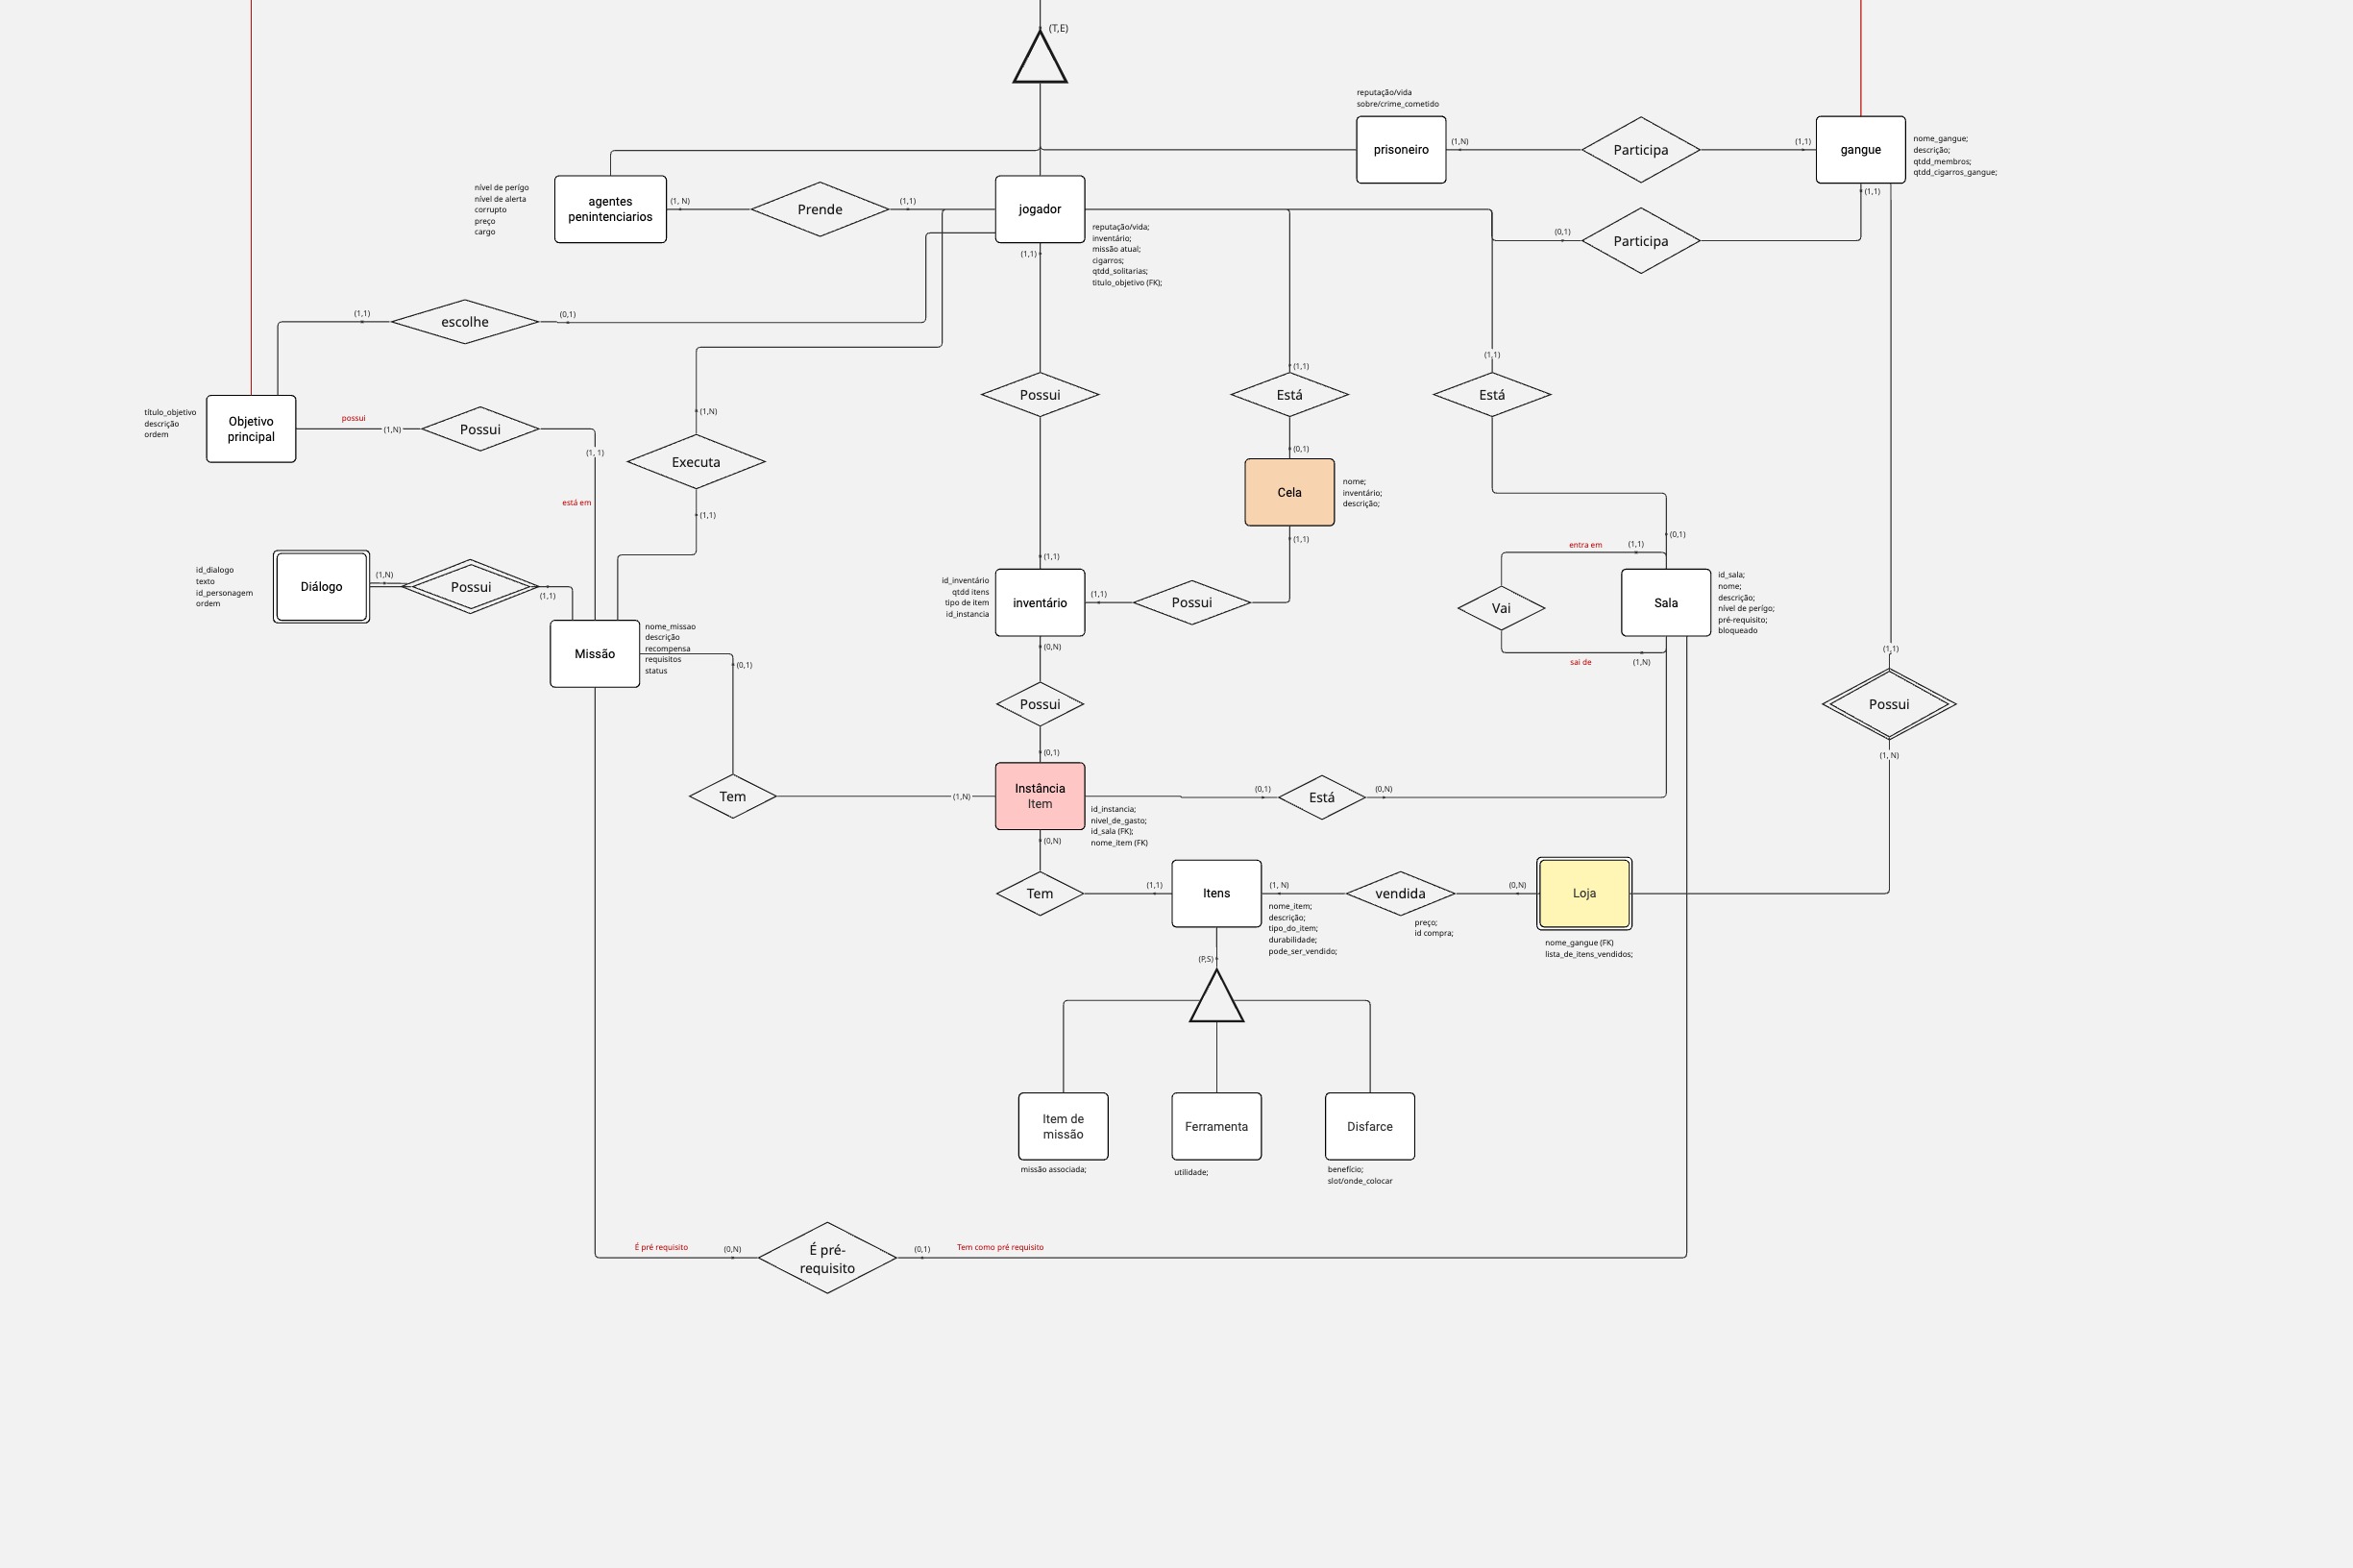 (T,E)
reputação/vida
sobre/crime_cometido
prisoneiro
(1,N)
Participa
(1,1)
gangue
nome_gangue;
descrição;
qtdd_membros;
qtdd_cigarros_gangue;
(1,1)
nível de perígo
nível de alerta
corrupto
preço
cargo
agentes
penintenciarios
(1, N)
Prende
(1,1)
jogador
reputação/vida;
inventário;
missão atual;
cigarros;
qtdd_solitarias;
titulo_objetivo (FK);
(1,1)
(0,1)
Participa
(1,1)
escolhe
(0,1)
(1,1)
(1,1)
Possui
Está
Está
título_objetivo
descrição
ordem
Objetivo
principal
possui
(1,N)
Possui
(1, 1)
(1,N)
Executa
(1,1)
está em
(0,1)
Cela
nome;
inventário;
descrição;
(1,1)
(0,1)
entra em
(1,1)
id_dialogo
texto
id_personagem
ordem
Diálogo
(1,N)
Possui
(1,1)
(1,1)
id_inventário
qtdd itens
tipo de item
id_instancia
inventário
(1,1)
Possui
Vai
Sala
id_sala;
nome;
descrição;
nível de perígo;
pré-requisito;
bloqueado
sai de
(1,N)
Missão
nome_missao
descrição
recompensa
requisitos
status
(0,1)
(0,N)
(1,1)
Possui
Possui
(0,1)
(1, N)
Tem
(1,N)
Instância
Item
id_instancia;
nivel_de_gasto;
id_sala (FK);
nome_item (FK)
(0,1)
Está
(0,N)
(0,N)
Tem
(1,1)
Itens
(1, N)
vendida
(0,N)
Loja
nome_item;
descrição;
tipo_do_item;
durabilidade;
pode_ser_vendido;
preço;
id compra;
nome_gangue (FK)
lista_de_itens_vendidos;
(P,S)
Item de
missão
Ferramenta
Disfarce
missão associada;
utilidade;
benefício;
slot/onde_colocar
É pré requisito
(0,N)
É pré-
requisito
(0,1)
Tem como pré requisito